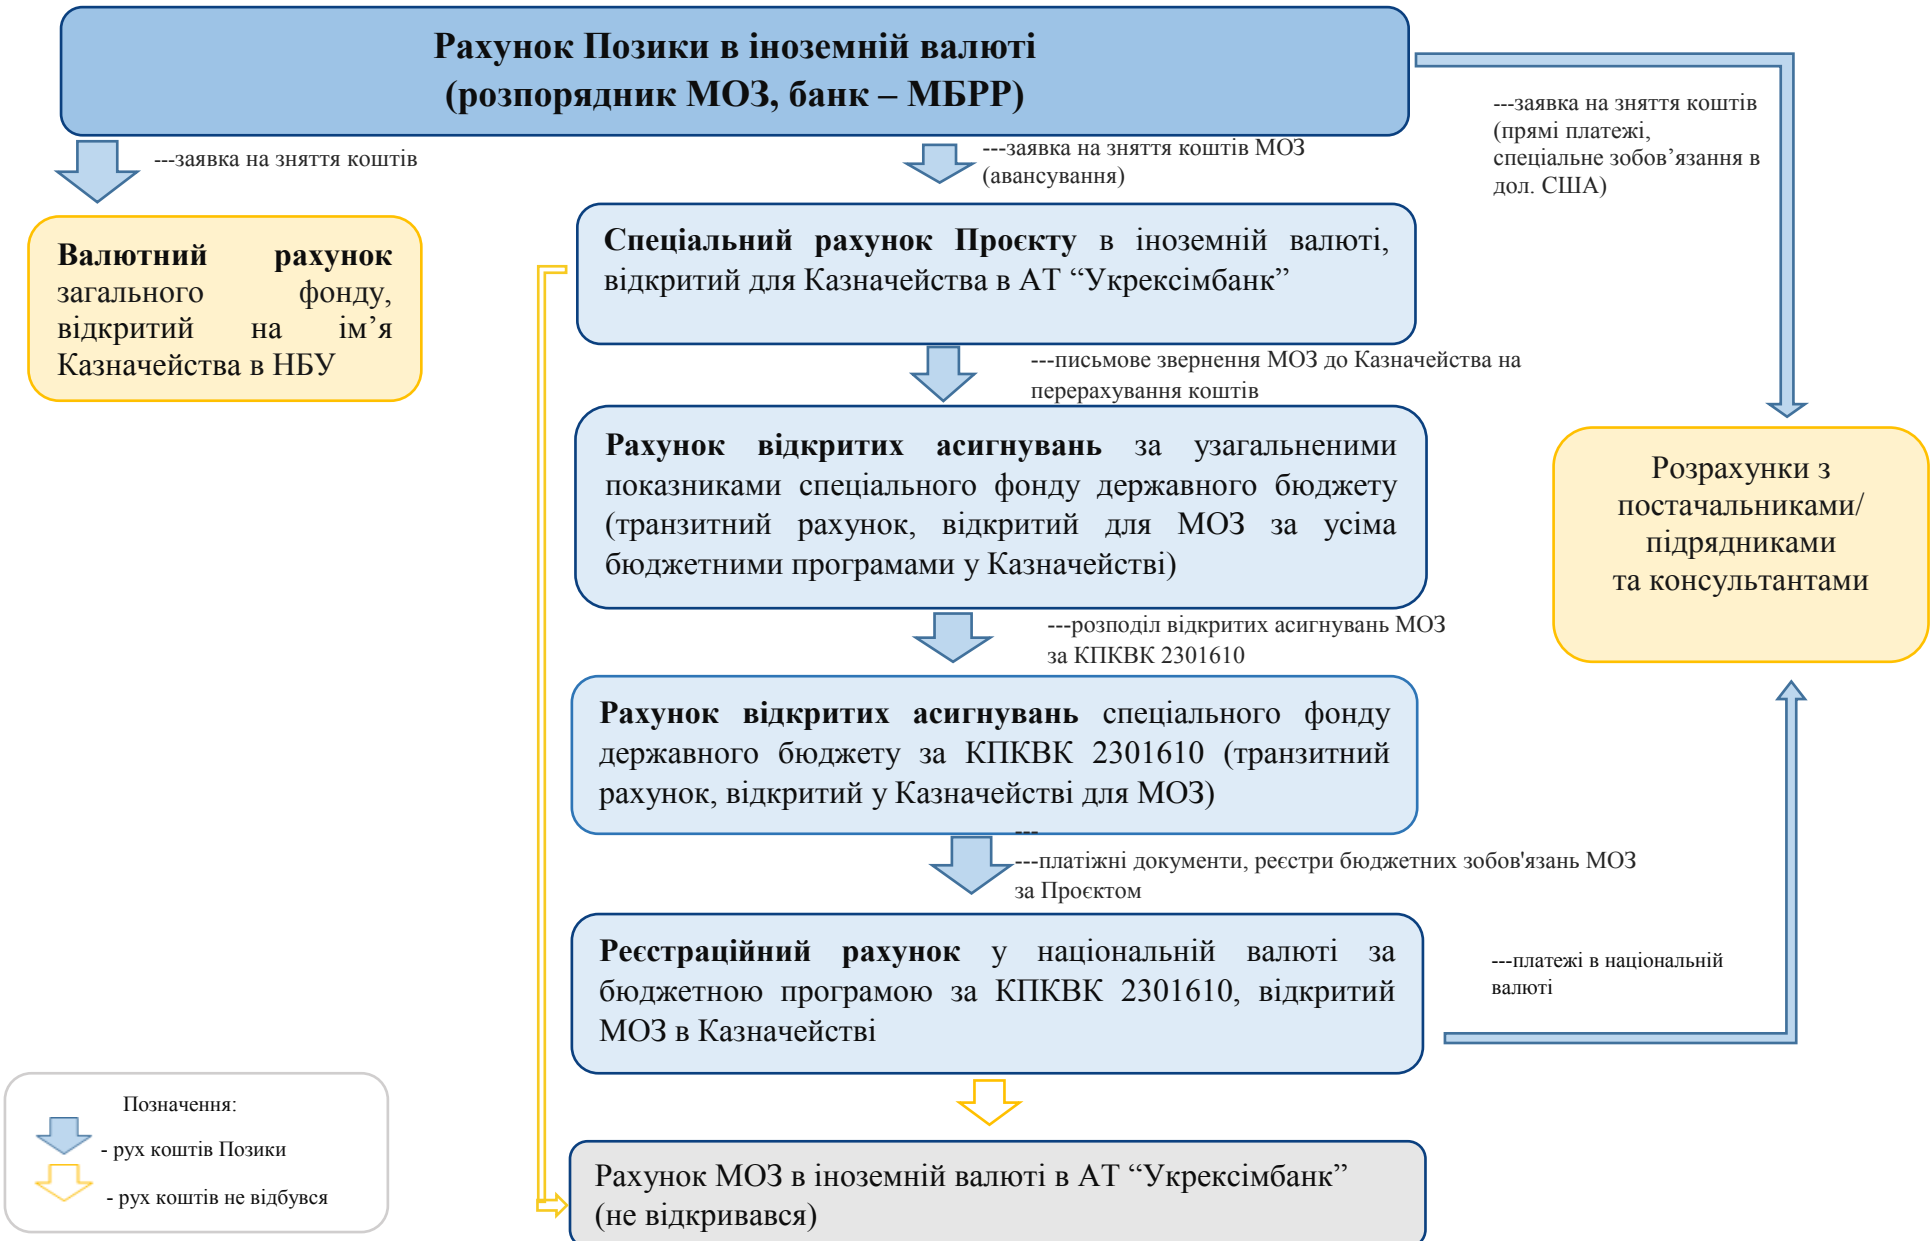 Рахунок Позики в іноземній валюті
(розпорядник МОЗ, банк – МБРР)
---заявка на зняття коштів
---заявка на зняття коштів МОЗ
(авансування)
---заявка на зняття коштів
(прямі платежі,
спеціальне зобов’язання в
дол. США)
Валютний рахунок
загального фонду,
відкритий на ім’я
Казначейства в НБУ
Спеціальний рахунок Проєкту в іноземній валюті,
відкритий для Казначейства в АТ “Укрексімбанк”
---письмове звернення МОЗ до Казначейства на
перерахування коштів
Рахунок відкритих асигнувань за узагальненими
показниками спеціального фонду державного бюджету
(транзитний рахунок, відкритий для МОЗ за усіма
бюджетними програмами у Казначействі)
Розрахунки з
постачальниками/
підрядниками
та консультантами
---розподіл відкритих асигнувань МОЗ
за КПКВК 2301610
Рахунок відкритих асигнувань спеціального фонду
державного бюджету за КПКВК 2301610 (транзитний
рахунок, відкритий у Казначействі для МОЗ)
---
---платіжні документи, реєстри бюджетних зобов'язань МОЗ
за Проєктом
Реєстраційний рахунок у національній валюті за
бюджетною програмою за КПКВК 2301610, відкритий
МОЗ в Казначействі
---платежі в національній
валюті
Позначення:
- рух коштів Позики
- рух коштів не відбувся
Рахунок МОЗ в іноземній валюті в АТ “Укрексімбанк”
(не відкривався)